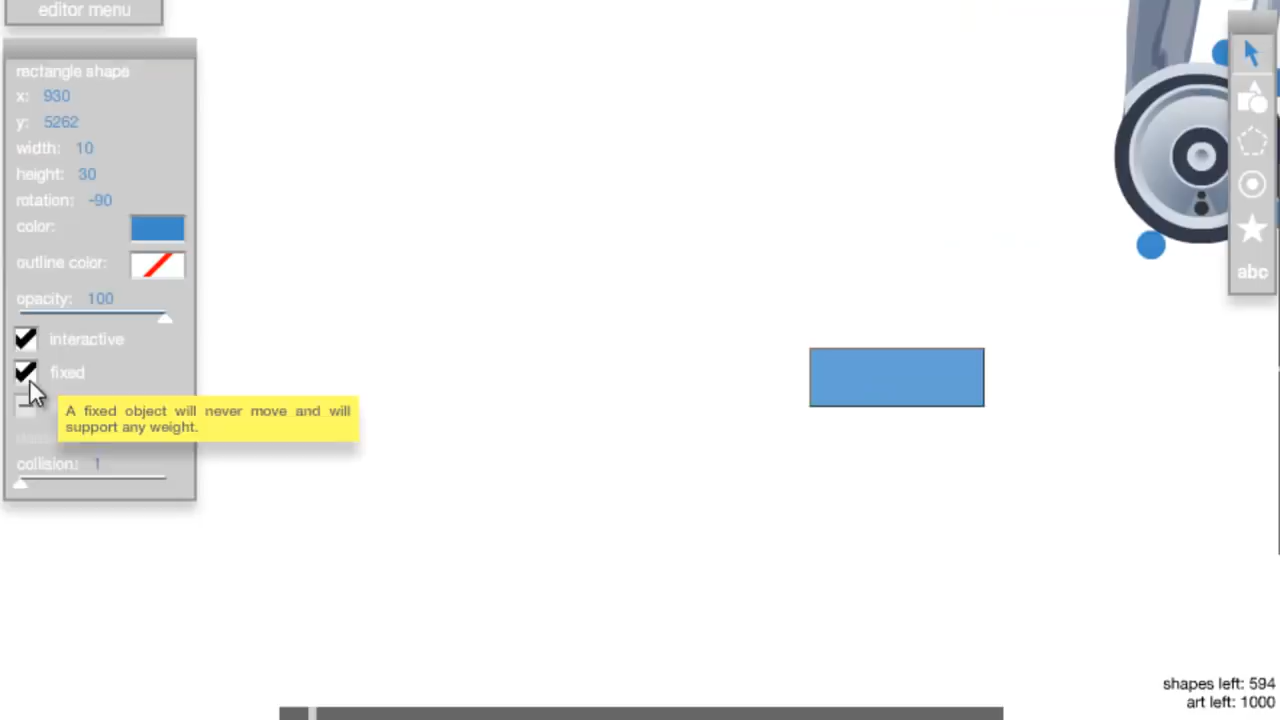 editor menu
rectangle shape
x: 930
y: 5262
width: 10
height: 30
rotation: -90
color:
outline color:
opacity: 100
interactive
fixed
A fixed object will never move and will
support any weight.
collision: 1
abc
shapes left: 594
art left: 1000